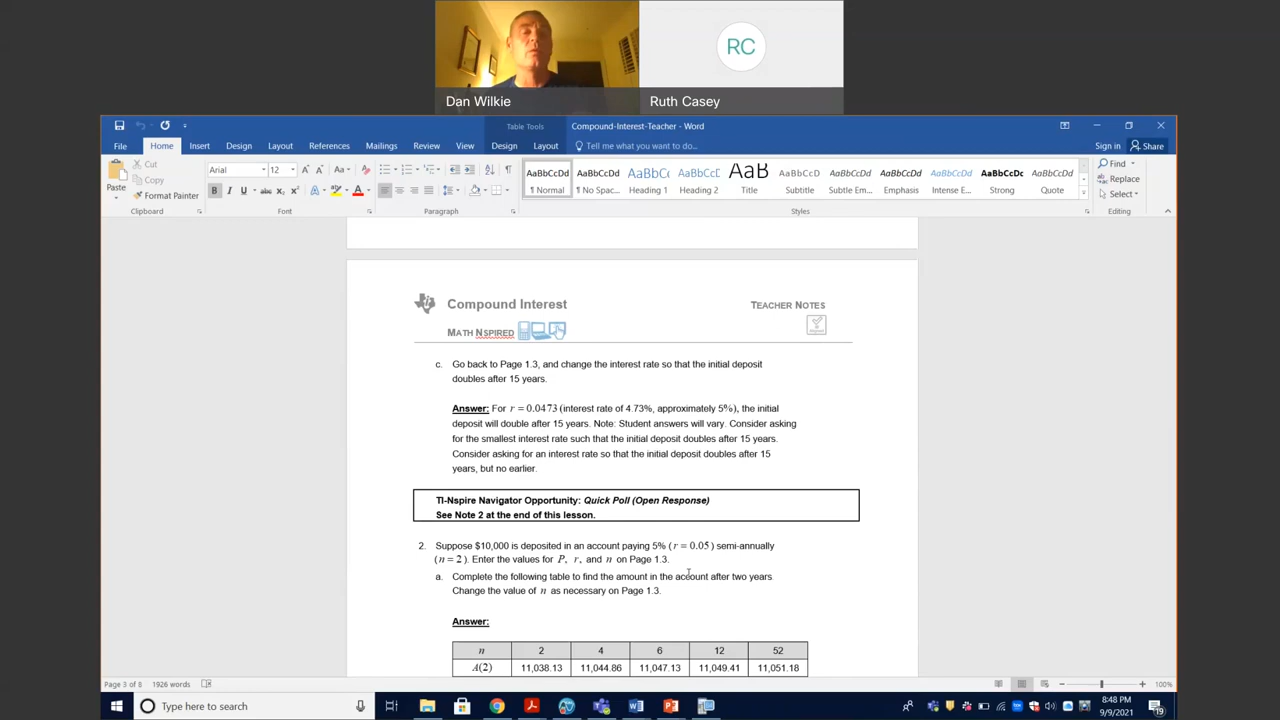 RC
Dan Wilkie
Ruth Casey
Table Tools
Compound-Interest-Teacher - Word
File
Home
Insert
Design
Layout
References
Mailings
Review
View
Design
Layout
Tell me what you want to do...
Sign in
Share
Paste
Cut
Copy
Format Painter
Clipboard
Arial
12
Font
Paragraph
AaBbCcDd AaBbCcDd AaBbCc AaBbCcD AaB AaBbCcD AaBbCcDd AaBbCcDd AaBbCcDd AaBbCcDc AaBbCcDd
¶ Normal
¶ No Spac...
Heading 1
Heading 2
Title
Subtitle
Subtle Em...
Emphasis
Intense E...
Strong
Quote
Styles
Find
Replace
Select
Editing
Compound Interest
TEACHER NOTES
MATH NSPIRED
c. Go back to Page 1.3, and change the interest rate so that the initial deposit
doubles after 15 years.
Answer: For r = 0.0473 (interest rate of 4.73%, approximately 5%), the initial
deposit will double after 15 years. Note: Student answers will vary. Consider asking
for the smallest interest rate such that the initial deposit doubles after 15 years.
Consider asking for an interest rate so that the initial deposit doubles after 15
years, but no earlier.
TI-Nspire Navigator Opportunity: Quick Poll (Open Response)
See Note 2 at the end of this lesson.
2. Suppose $10,000 is deposited in an account paying 5% (r = 0.05) semi-annually
(n = 2). Enter the values for P, r, and n on Page 1.3.
a. Complete the following table to find the amount in the account after two years.
Change the value of n as necessary on Page 1.3.
Answer:
n 2 4 6 12 52
A(2) 11,038.13 11,044.86 11,047.13 11,049.41 11,051.18
Page 3 of 8
1926 words
100%
Type here to search
8:48 PM
9/9/2021
19